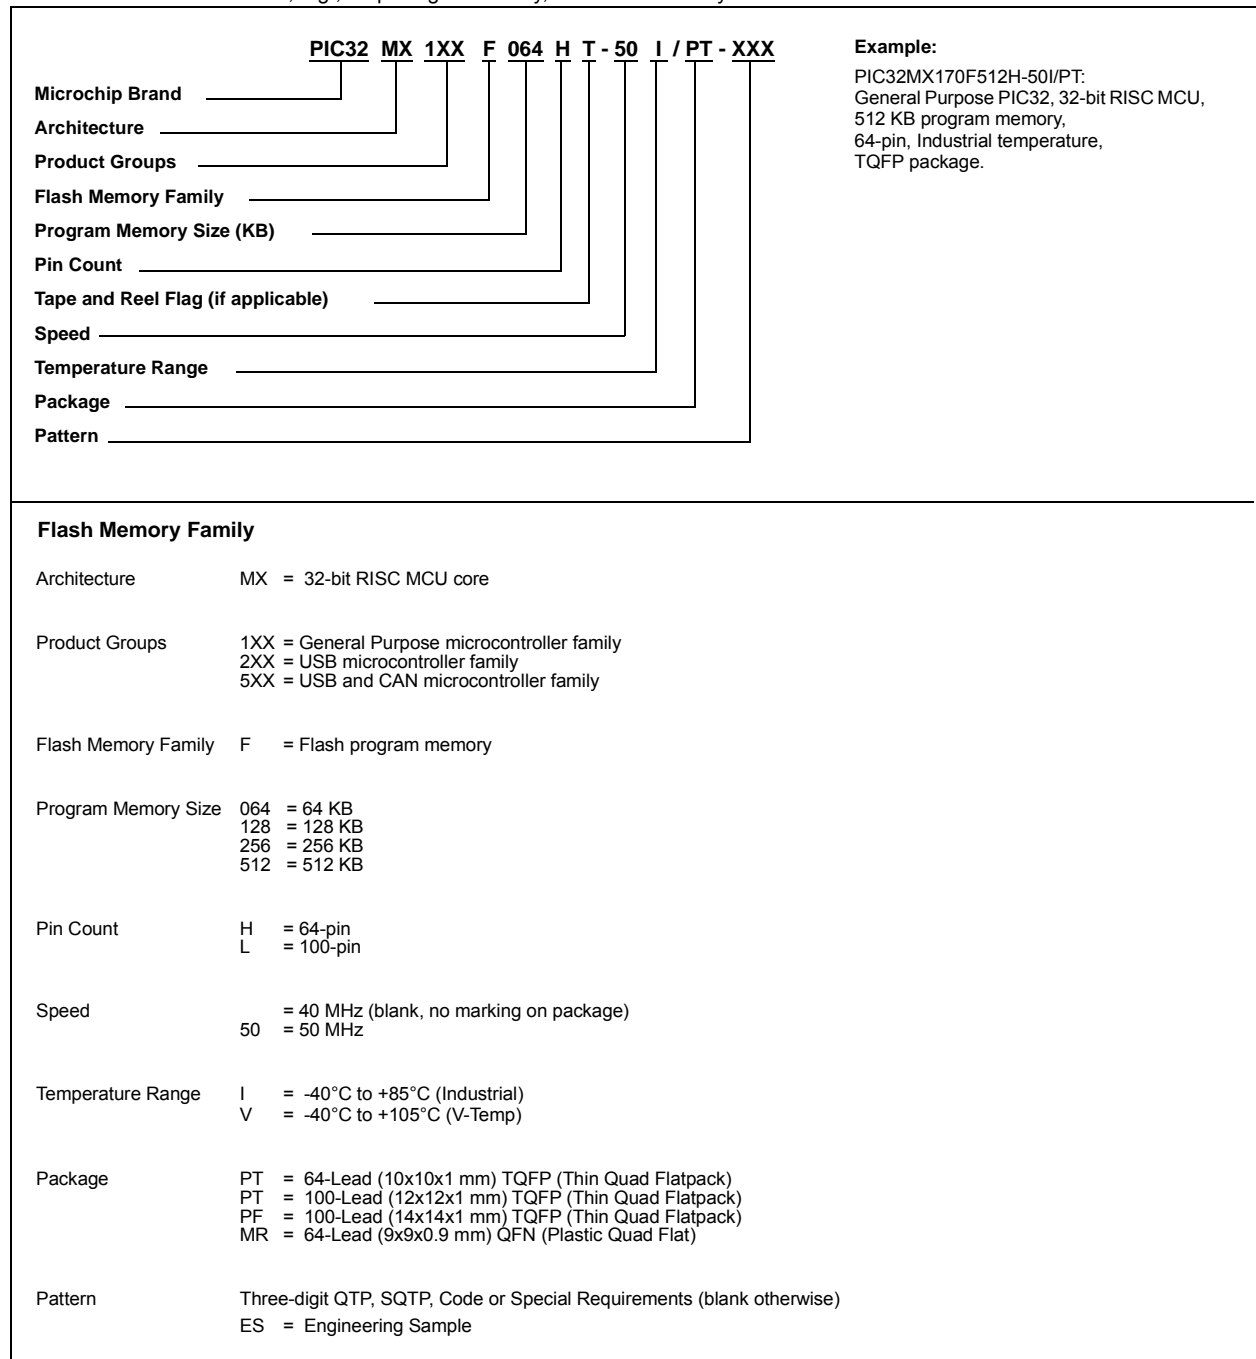 PIC32 MX 1XX F 064 H T - 50 I / PT - XXX
Microchip Brand
Architecture
Product Groups
Flash Memory Family
Program Memory Size (KB)
Pin Count
Tape and Reel Flag (if applicable)
Speed
Temperature Range
Package
Pattern
Example:
PIC32MX170F512H-50I/PT:
General Purpose PIC32, 32-bit RISC MCU,
512 KB program memory,
64-pin, Industrial temperature,
TQFP package.
Flash Memory Family
Architecture MX = 32-bit RISC MCU core
Product Groups 1XX = General Purpose microcontroller family
2XX = USB microcontroller family
5XX = USB and CAN microcontroller family
Flash Memory Family F = Flash program memory
Program Memory Size 064 = 64 KB
128 = 128 KB
256 = 256 KB
512 = 512 KB
Pin Count H = 64-pin
L = 100-pin
Speed = 40 MHz (blank, no marking on package)
50 = 50 MHz
Temperature Range I = -40°C to +85°C (Industrial)
V = -40°C to +105°C (V-Temp)
Package PT = 64-Lead (10x10x1 mm) TQFP (Thin Quad Flatpack)
PT = 100-Lead (12x12x1 mm) TQFP (Thin Quad Flatpack)
PF = 100-Lead (14x14x1 mm) TQFP (Thin Quad Flatpack)
MR = 64-Lead (9x9x0.9 mm) QFN (Plastic Quad Flat)
Pattern Three-digit QTP, SQTP, Code or Special Requirements (blank otherwise)
ES = Engineering Sample